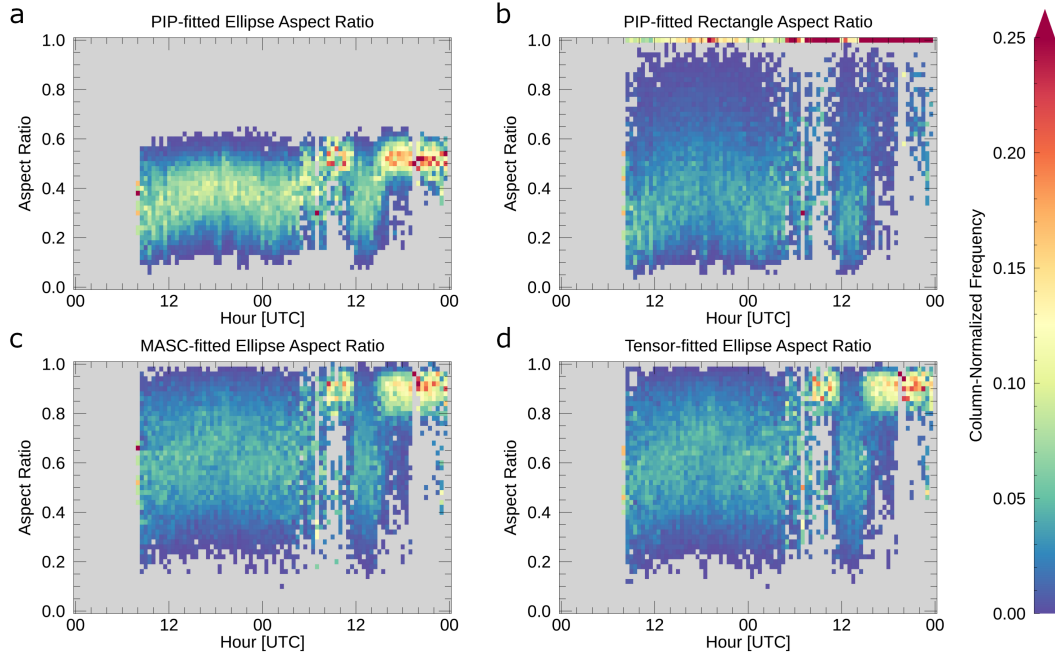 a
PIP-fitted Ellipse Aspect Ratio
1.0
0.8
0.6
0.4
0.2
0.0
Aspect Ratio
00 12 00 12 00
Hour [UTC]
b
PIP-fitted Rectangle Aspect Ratio
1.0
0.8
0.6
0.4
0.2
0.0
Aspect Ratio
00 12 00 12 00
Hour [UTC]
c
MASC-fitted Ellipse Aspect Ratio
1.0
0.8
0.6
0.4
0.2
0.0
Aspect Ratio
00 12 00 12 00
Hour [UTC]
d
Tensor-fitted Ellipse Aspect Ratio
1.0
0.8
0.6
0.4
0.2
0.0
Aspect Ratio
00 12 00 12 00
Hour [UTC]
0.25
0.20
0.15
0.10
0.05
0.00
Column-Normalized Frequency